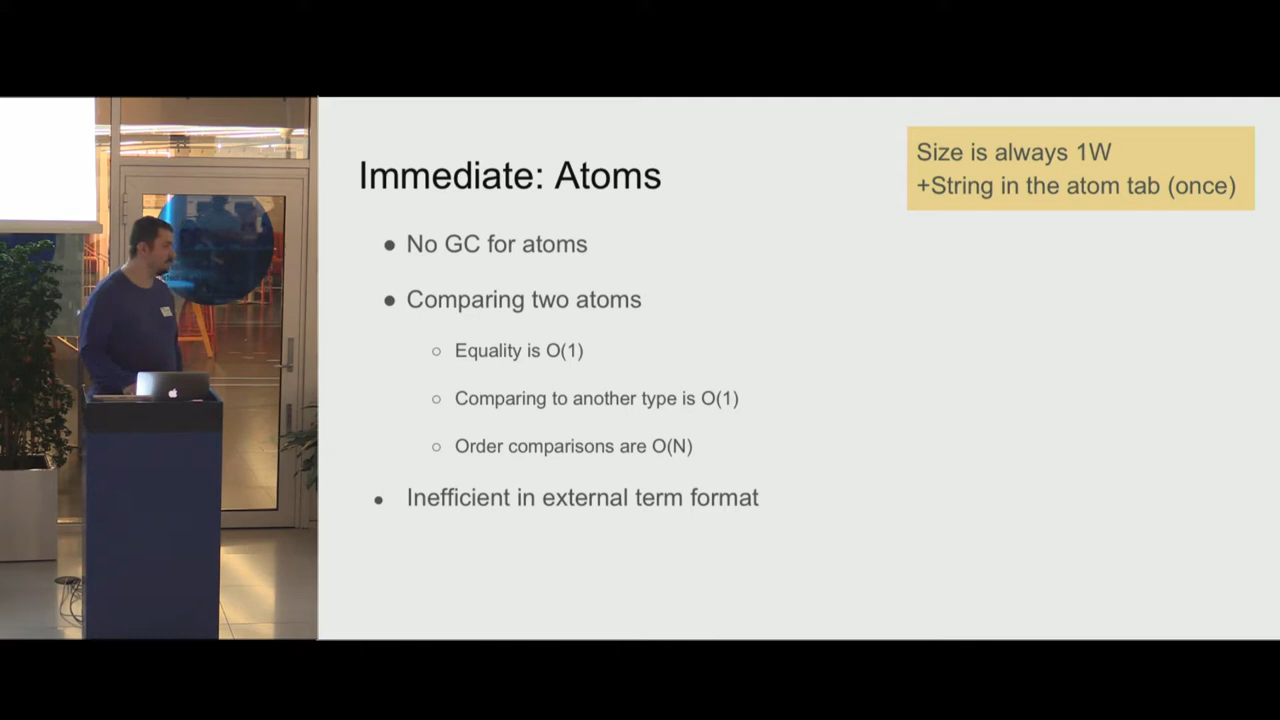 Immediate: Atoms
Size is always 1W
+String in the atom tab (once)
● No GC for atoms
● Comparing two atoms
○ Equality is O(1)
○ Comparing to another type is O(1)
○ Order comparisons are O(N)
● Inefficient in external term format